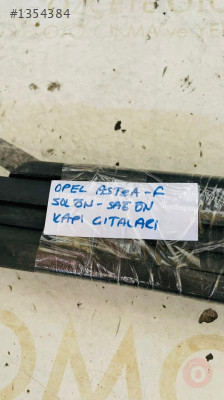 #1354384
OPEL ASTRA-F
SOL ÖN-SAĞ ÖN
KAPI ÇITALARI